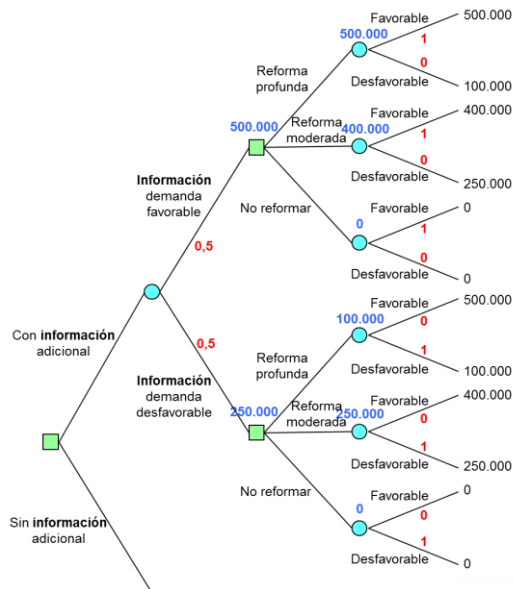 Favorable
500.000
500.000
1
0
Reforma
profunda
Desfavorable
100.000
Favorable
400.000
500.000
Reforma
moderada
400.000
1
0
Información
demanda
favorable
Desfavorable
250.000
No reformar
Favorable
0
0
1
0
0,5
Desfavorable
0
Con información
adicional
0,5
Favorable
500.000
100.000
0
1
Información
demanda
desfavorable
Reforma
profunda
Desfavorable
100.000
Favorable
400.000
250.000
Reforma
moderada
250.000
0
1
Desfavorable
250.000
No reformar
Favorable
0
0
0
1
Sin información
adicional
Desfavorable
0